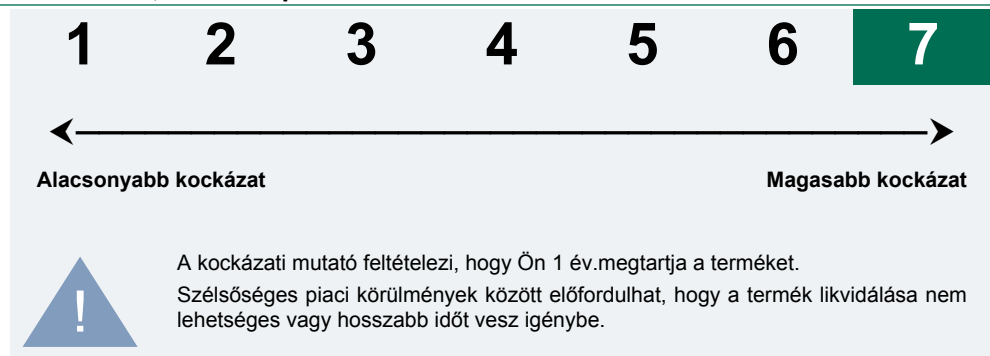 1 2 3 4 5 6 7
Alacsonyabb kockázat Magasabb kockázat
! A kockázati mutató feltételezi, hogy Ön 1 év.megtartja a terméket.
Szélsőséges piaci körülmények között előfordulhat, hogy a termék likvidálása nem
lehetséges vagy hosszabb időt vesz igénybe.